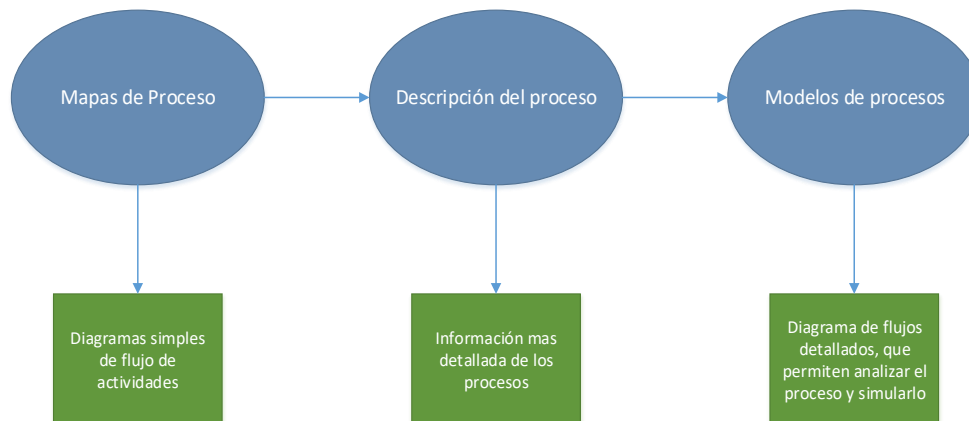 Mapas de Proceso
Descripción del proceso
Modelos de procesos
Diagramas simples
de flujo de
actividades
Información mas
detallada de los
procesos
Diagrama de flujos
detallados, que
permiten analizar el
proceso y simularlo